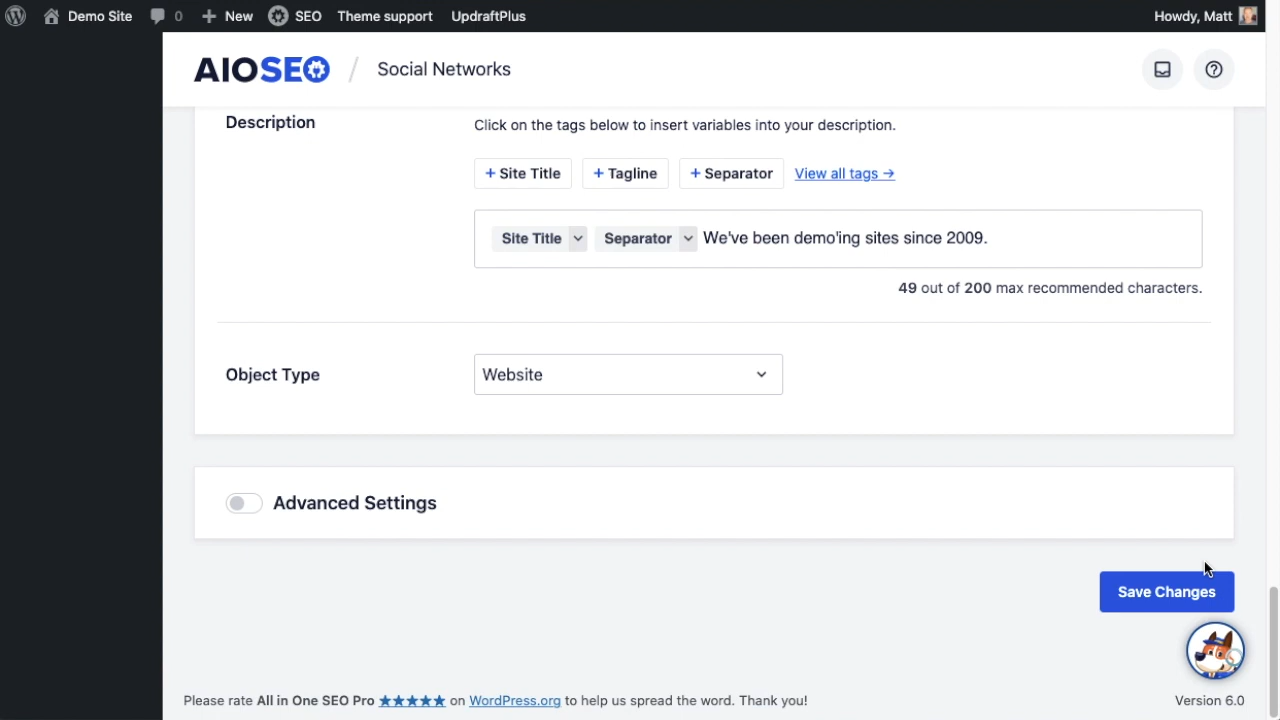 Demo Site 0 New SEO Theme support UpdraftPlus Howdy, Matt
AIOSEO / Social Networks
Description
Click on the tags below to insert variables into your description.
+ Site Title + Tagline + Separator View all tags →
Site Title Separator We've been demo'ing sites since 2009.
49 out of 200 max recommended characters.
Object Type Website
Advanced Settings
Save Changes
Please rate All in One SEO Pro ★★★★★ on WordPress.org to help us spread the word. Thank you! Version 6.0